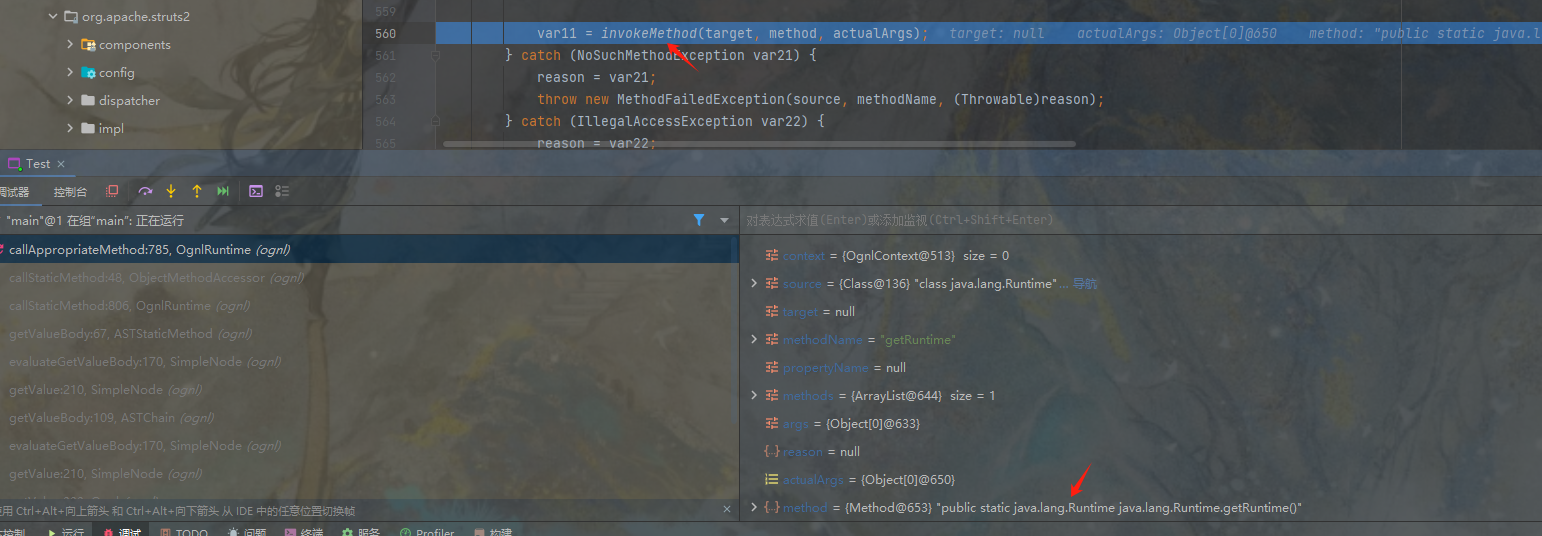 org.apache.struts2
components
config
dispatcher
impl
559
560 var11 = invokeMethod(target, method, actualArgs); target: null actualArgs: Object[0]@650 method: "public static java.l
561 } catch (NoSuchMethodException var21) {
562 reason = var21;
563 throw new MethodFailedException(source, methodName, (Throwable)reason);
564 } catch (IllegalAccessException var22) {
565 reason = var22;
Test ×
调试器 控制台
"main"@1 在组"main": 正在运行
callAppropriateMethod:785, OgnlRuntime (ognl)
callStaticMethod:48, ObjectMethodAccessor (ognl)
callStaticMethod:806, OgnlRuntime (ognl)
getValueBody:67, ASTStaticMethod (ognl)
evaluateGetValueBody:170, SimpleNode (ognl)
getValue:210, SimpleNode (ognl)
getValueBody:109, ASTChain (ognl)
evaluateGetValueBody:170, SimpleNode (ognl)
getValue:210, SimpleNode (ognl)
使用 Ctrl+Alt+向上箭头 和 Ctrl+Alt+向下箭头 从 IDE 中的任意位置切换帧 ×
对表达式求值(Enter)或添加监视(Ctrl+Shift+Enter)
context = {OgnlContext@513} size = 0
source = {Class@136} "class java.lang.Runtime"... 导航
target = null
methodName = "getRuntime"
propertyName = null
methods = {ArrayList@644} size = 1
args = {Object[0]@633}
{..} reason = null
actualArgs = {Object[0]@650}
{..} method = {Method@653} "public static java.lang.Runtime java.lang.Runtime.getRuntime()"
运行 调试 TODO 问题 终端 服务 Profiler 构建